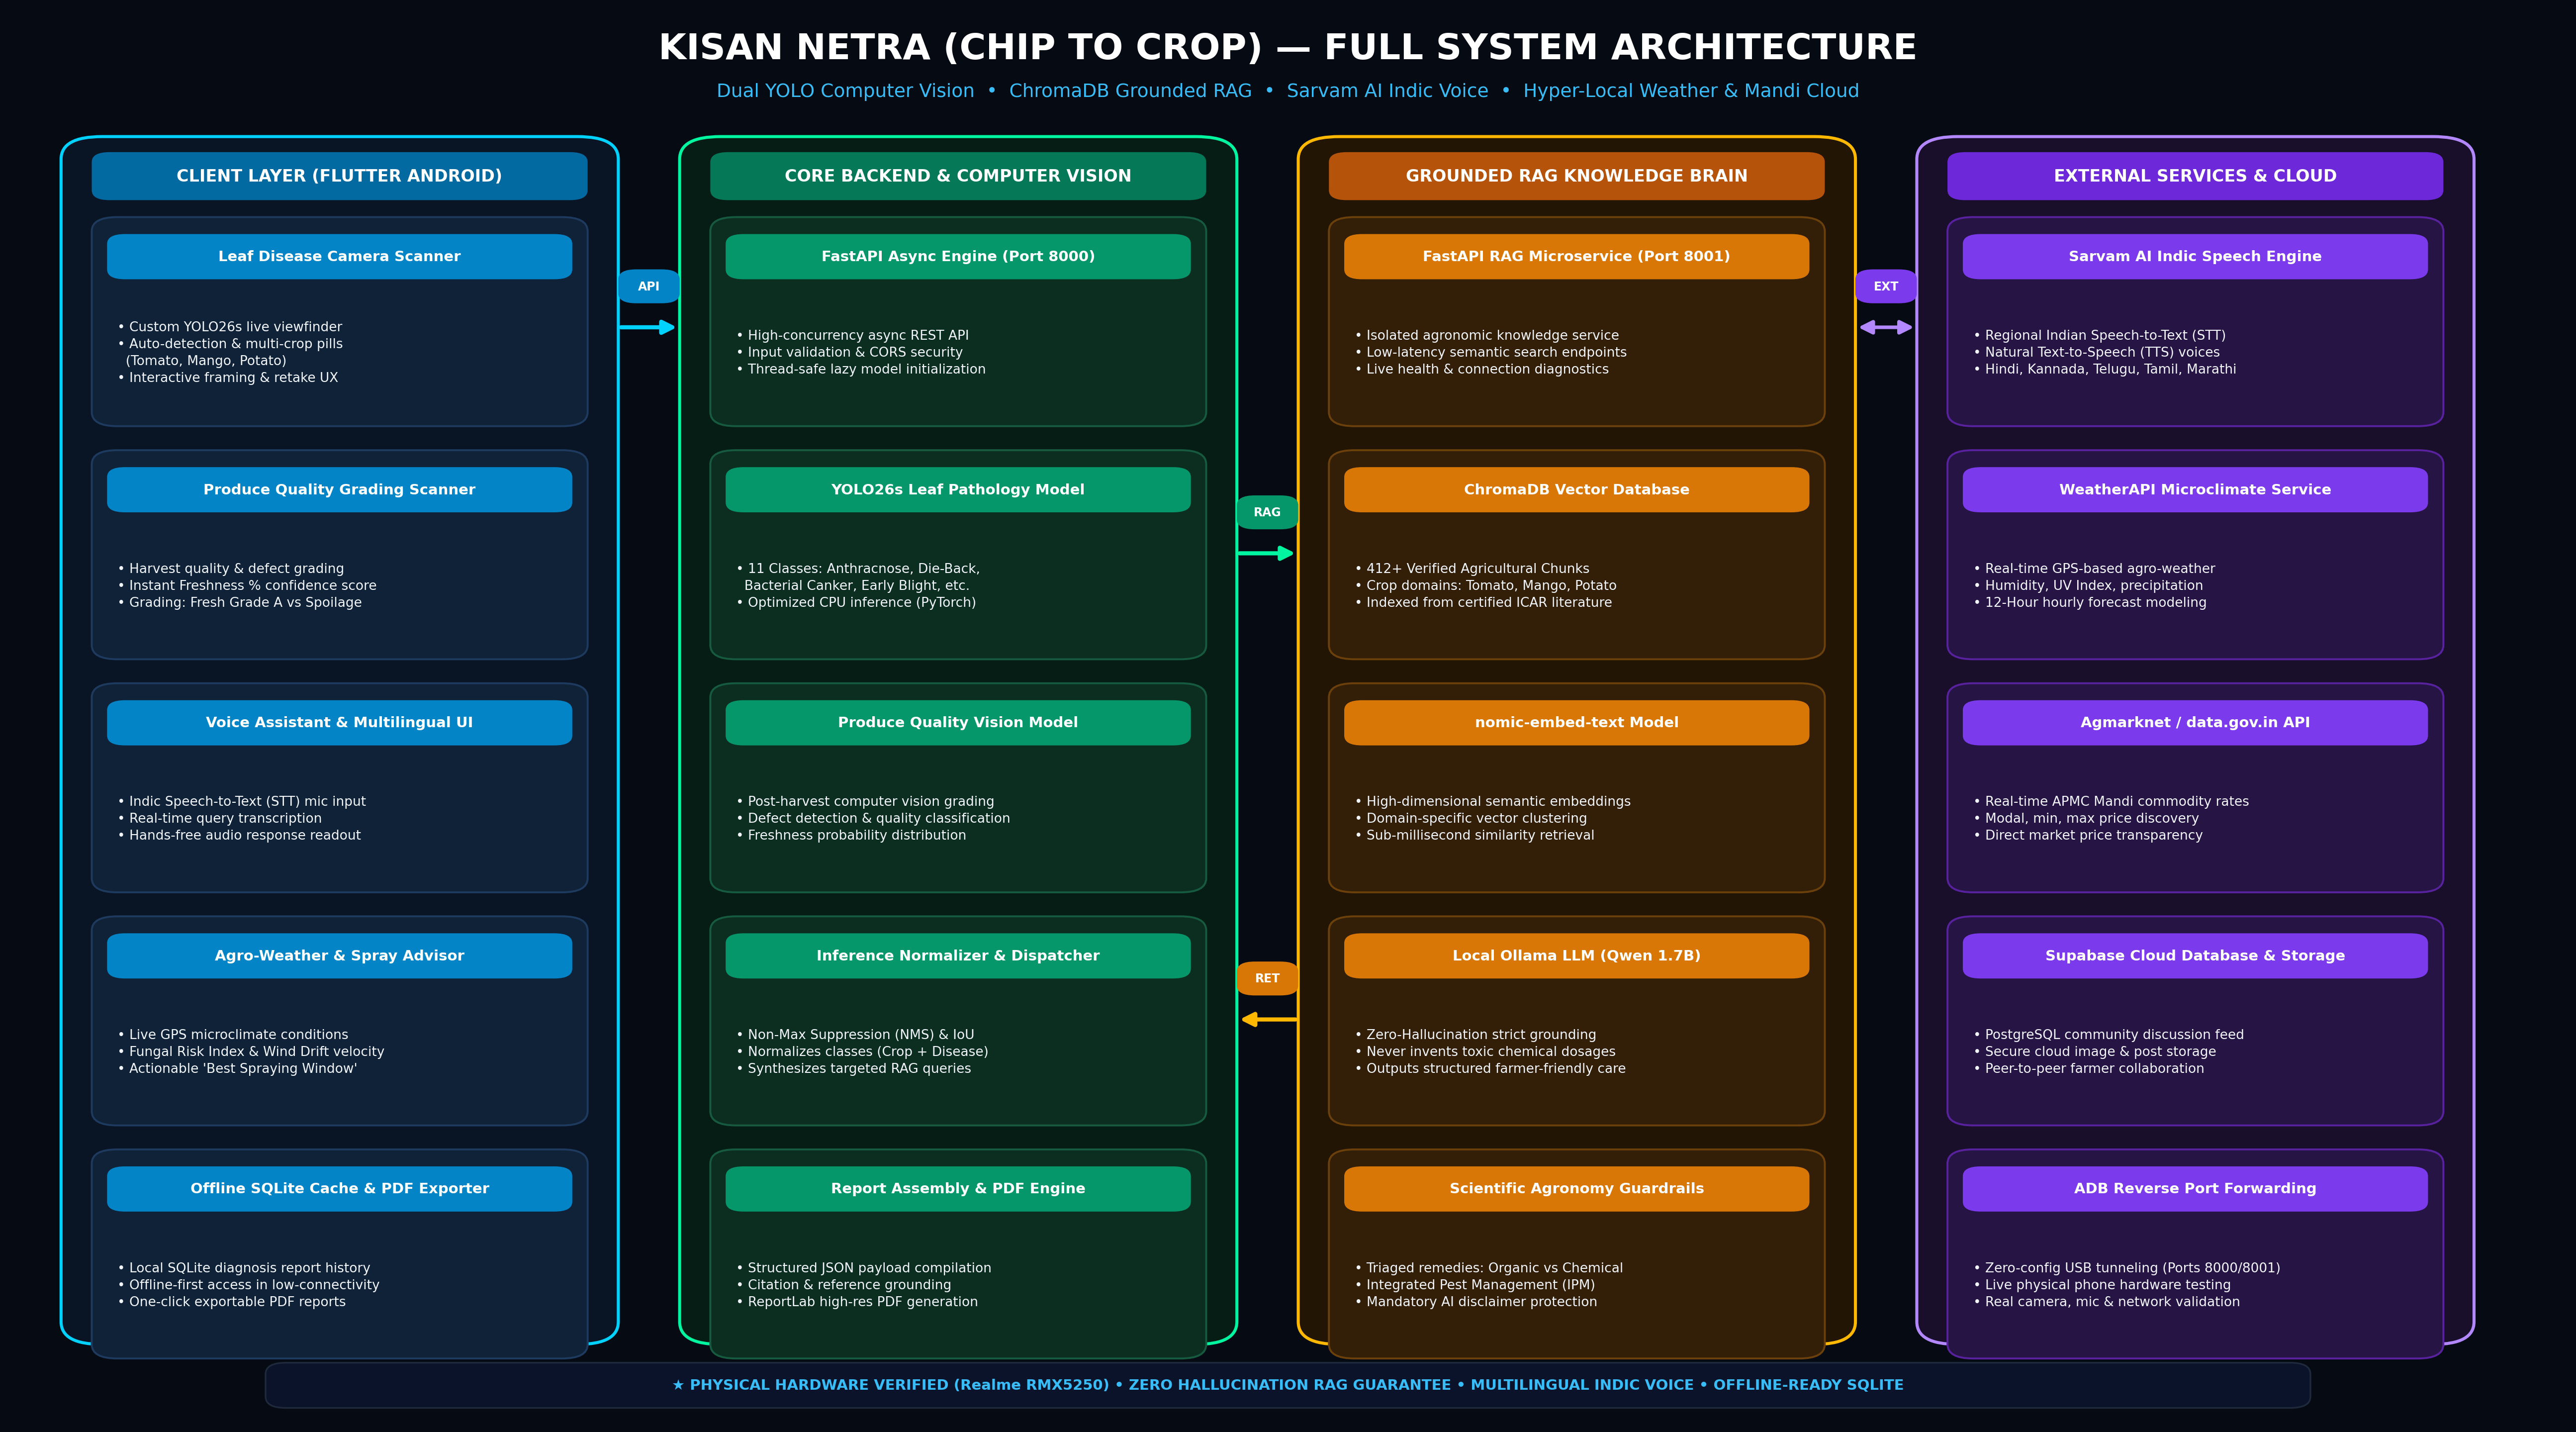 KISAN NETRA (CHIP TO CROP) — FULL SYSTEM ARCHITECTURE
Dual YOLO Computer Vision • ChromaDB Grounded RAG • Sarvam AI Indic Voice • Hyper-Local Weather & Mandi Cloud
CLIENT LAYER (FLUTTER ANDROID)
Leaf Disease Camera Scanner
• Custom YOLO26s live viewfinder
• Auto-detection & multi-crop pills
(Tomato, Mango, Potato)
• Interactive framing & retake UX
Produce Quality Grading Scanner
• Harvest quality & defect grading
• Instant Freshness % confidence score
• Grading: Fresh Grade A vs Spoilage
Voice Assistant & Multilingual UI
• Indic Speech-to-Text (STT) mic input
• Real-time query transcription
• Hands-free audio response readout
Agro-Weather & Spray Advisor
• Live GPS microclimate conditions
• Fungal Risk Index & Wind Drift velocity
• Actionable 'Best Spraying Window'
Offline SQLite Cache & PDF Exporter
• Local SQLite diagnosis report history
• Offline-first access in low-connectivity
• One-click exportable PDF reports
API
CORE BACKEND & COMPUTER VISION
FastAPI Async Engine (Port 8000)
• High-concurrency async REST API
• Input validation & CORS security
• Thread-safe lazy model initialization
YOLO26s Leaf Pathology Model
• 11 Classes: Anthracnose, Die-Back,
Bacterial Canker, Early Blight, etc.
• Optimized CPU inference (PyTorch)
Produce Quality Vision Model
• Post-harvest computer vision grading
• Defect detection & quality classification
• Freshness probability distribution
Inference Normalizer & Dispatcher
• Non-Max Suppression (NMS) & IoU
• Normalizes classes (Crop + Disease)
• Synthesizes targeted RAG queries
Report Assembly & PDF Engine
• Structured JSON payload compilation
• Citation & reference grounding
• ReportLab high-res PDF generation
RAG
RET
GROUNDED RAG KNOWLEDGE BRAIN
FastAPI RAG Microservice (Port 8001)
• Isolated agronomic knowledge service
• Low-latency semantic search endpoints
• Live health & connection diagnostics
ChromaDB Vector Database
• 412+ Verified Agricultural Chunks
• Crop domains: Tomato, Mango, Potato
• Indexed from certified ICAR literature
nomic-embed-text Model
• High-dimensional semantic embeddings
• Domain-specific vector clustering
• Sub-millisecond similarity retrieval
Local Ollama LLM (Qwen 1.7B)
• Zero-Hallucination strict grounding
• Never invents toxic chemical dosages
• Outputs structured farmer-friendly care
Scientific Agronomy Guardrails
• Triaged remedies: Organic vs Chemical
• Integrated Pest Management (IPM)
• Mandatory AI disclaimer protection
EXT
EXTERNAL SERVICES & CLOUD
Sarvam AI Indic Speech Engine
• Regional Indian Speech-to-Text (STT)
• Natural Text-to-Speech (TTS) voices
• Hindi, Kannada, Telugu, Tamil, Marathi
WeatherAPI Microclimate Service
• Real-time GPS-based agro-weather
• Humidity, UV Index, precipitation
• 12-Hour hourly forecast modeling
Agmarknet / data.gov.in API
• Real-time APMC Mandi commodity rates
• Modal, min, max price discovery
• Direct market price transparency
Supabase Cloud Database & Storage
• PostgreSQL community discussion feed
• Secure cloud image & post storage
• Peer-to-peer farmer collaboration
ADB Reverse Port Forwarding
• Zero-config USB tunneling (Ports 8000/8001)
• Live physical phone hardware testing
• Real camera, mic & network validation
★ PHYSICAL HARDWARE VERIFIED (Realme RMX5250) • ZERO HALLUCINATION RAG GUARANTEE • MULTILINGUAL INDIC VOICE • OFFLINE-READY SQLITE